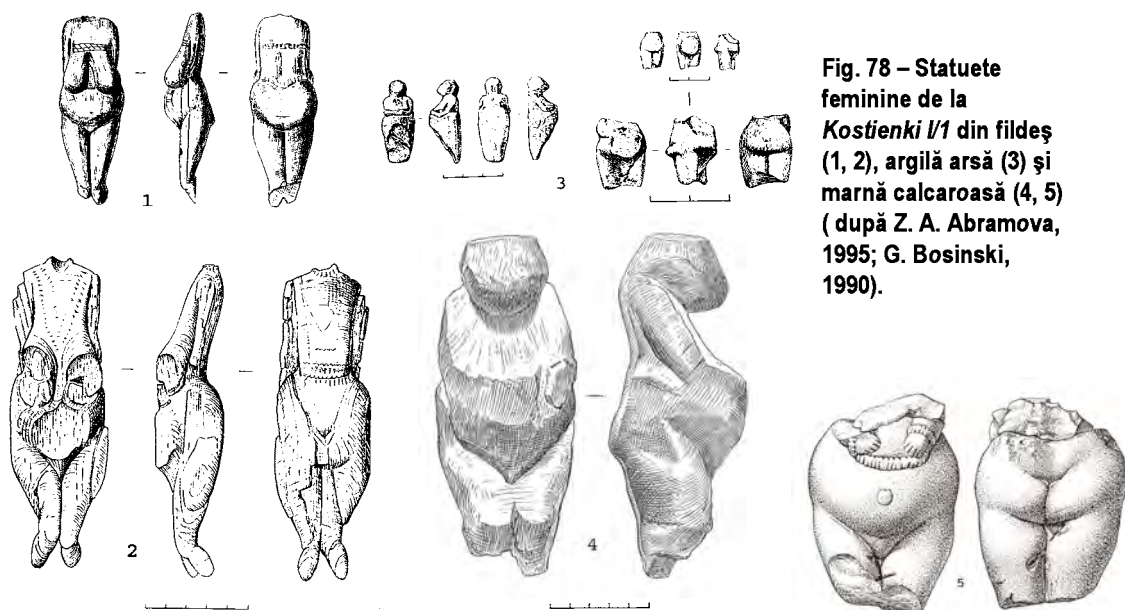 Fig. 78 – Statuete
feminine de la
Kostienki I/1 din fildeş
(1, 2), argilă arsă (3) şi
marnă calcaroasă (4, 5)
( după Z. A. Abramova,
1995; G. Bosinski,
1990).
1
3
2
4
5